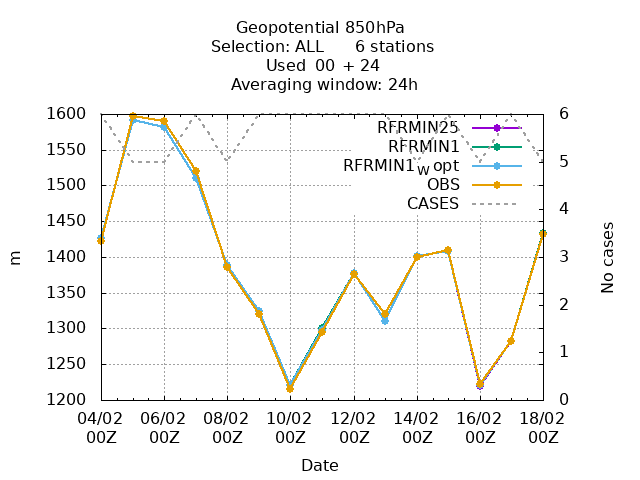 Geopotential 850hPa
Selection: ALL 6 stations
Used 00 + 24
Averaging window: 24h
RFRMIN25
RFRMIN1
RFRMIN1w opt
OBS
CASES
1600
1550
1500
1450
1400
1350
1300
1250
1200
m
6
5
4
3
2
1
0
No cases
04/02 06/02 08/02 10/02 12/02 14/02 16/02 18/02
00Z 00Z 00Z 00Z 00Z 00Z 00Z 00Z
Date